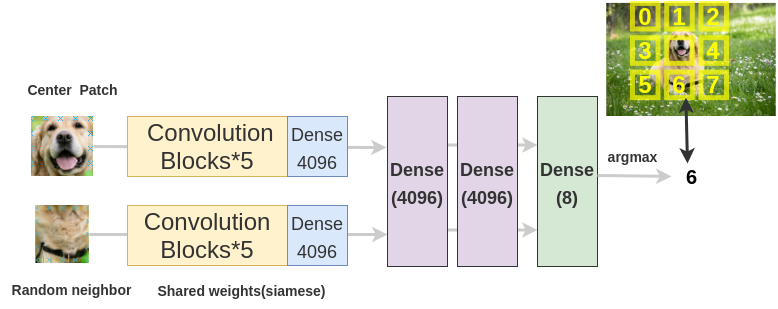 0 1 2
3 4
5 6 7
Center Patch
Convolution
Blocks*5
Dense
4096
Dense
(4096)
Dense
(4096)
Dense
(8)
argmax
6
Convolution
Blocks*5
Dense
4096
Random neighbor
Shared weights(siamese)